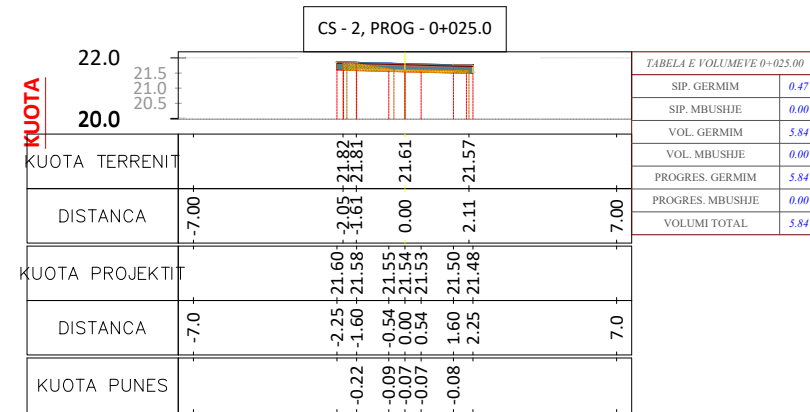 CS - 2, PROG - 0+025.0
22.0
21.5
21.0
20.5
20.0
KUOTA
KUOTA TERRENIT
21.82
21.81
21.61
21.57
DISTANCA
-7.00
-2.05
-1.61
0.00
2.11
7.00
KUOTA PROJEKTIT
21.60
21.58
21.55
21.54
21.53
21.50
21.48
DISTANCA
-7.0
-2.25
-1.60
-0.54
0.00
0.54
1.60
2.25
7.0
KUOTA PUNES
-0.22
-0.09
-0.07
-0.07
-0.08
TABELA E VOLUMEVE 0+025.00
SIP. GERMIM 0.47
SIP. MBUSHJE 0.00
VOL. GERMIM 5.84
VOL. MBUSHJE 0.00
PROGRES. GERMIM 5.84
PROGRES. MBUSHJE 0.00
VOLUMI TOTAL 5.84